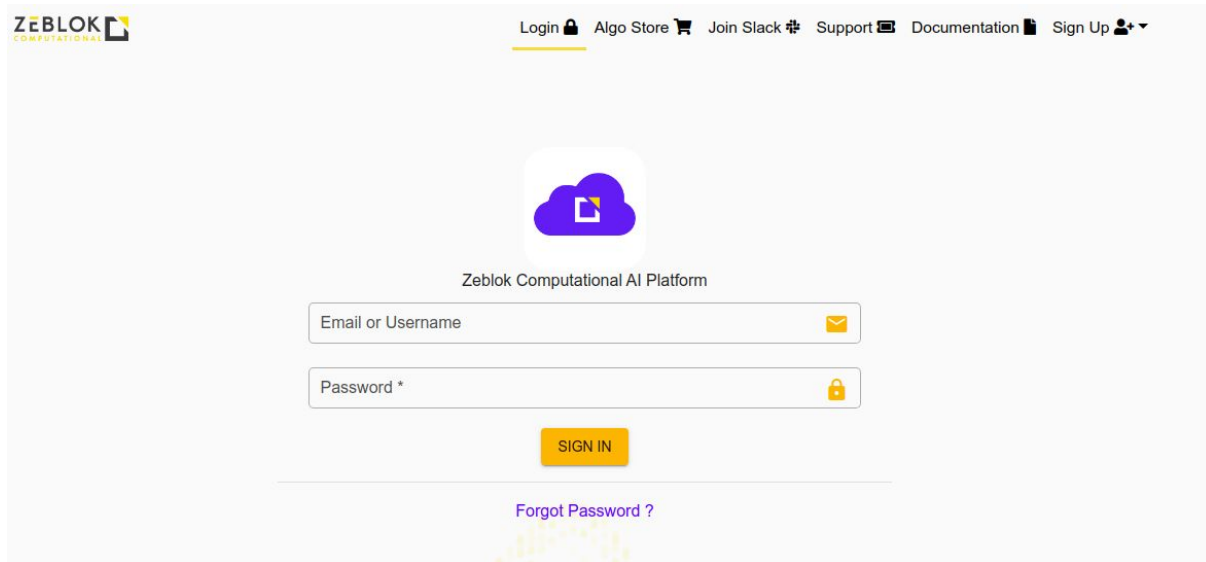 ZEBLOK
COMPUTATIONAL
Login Algo Store Join Slack Support Documentation Sign Up
Zeblok Computational AI Platform
Email or Username
Password *
SIGN IN
Forgot Password ?